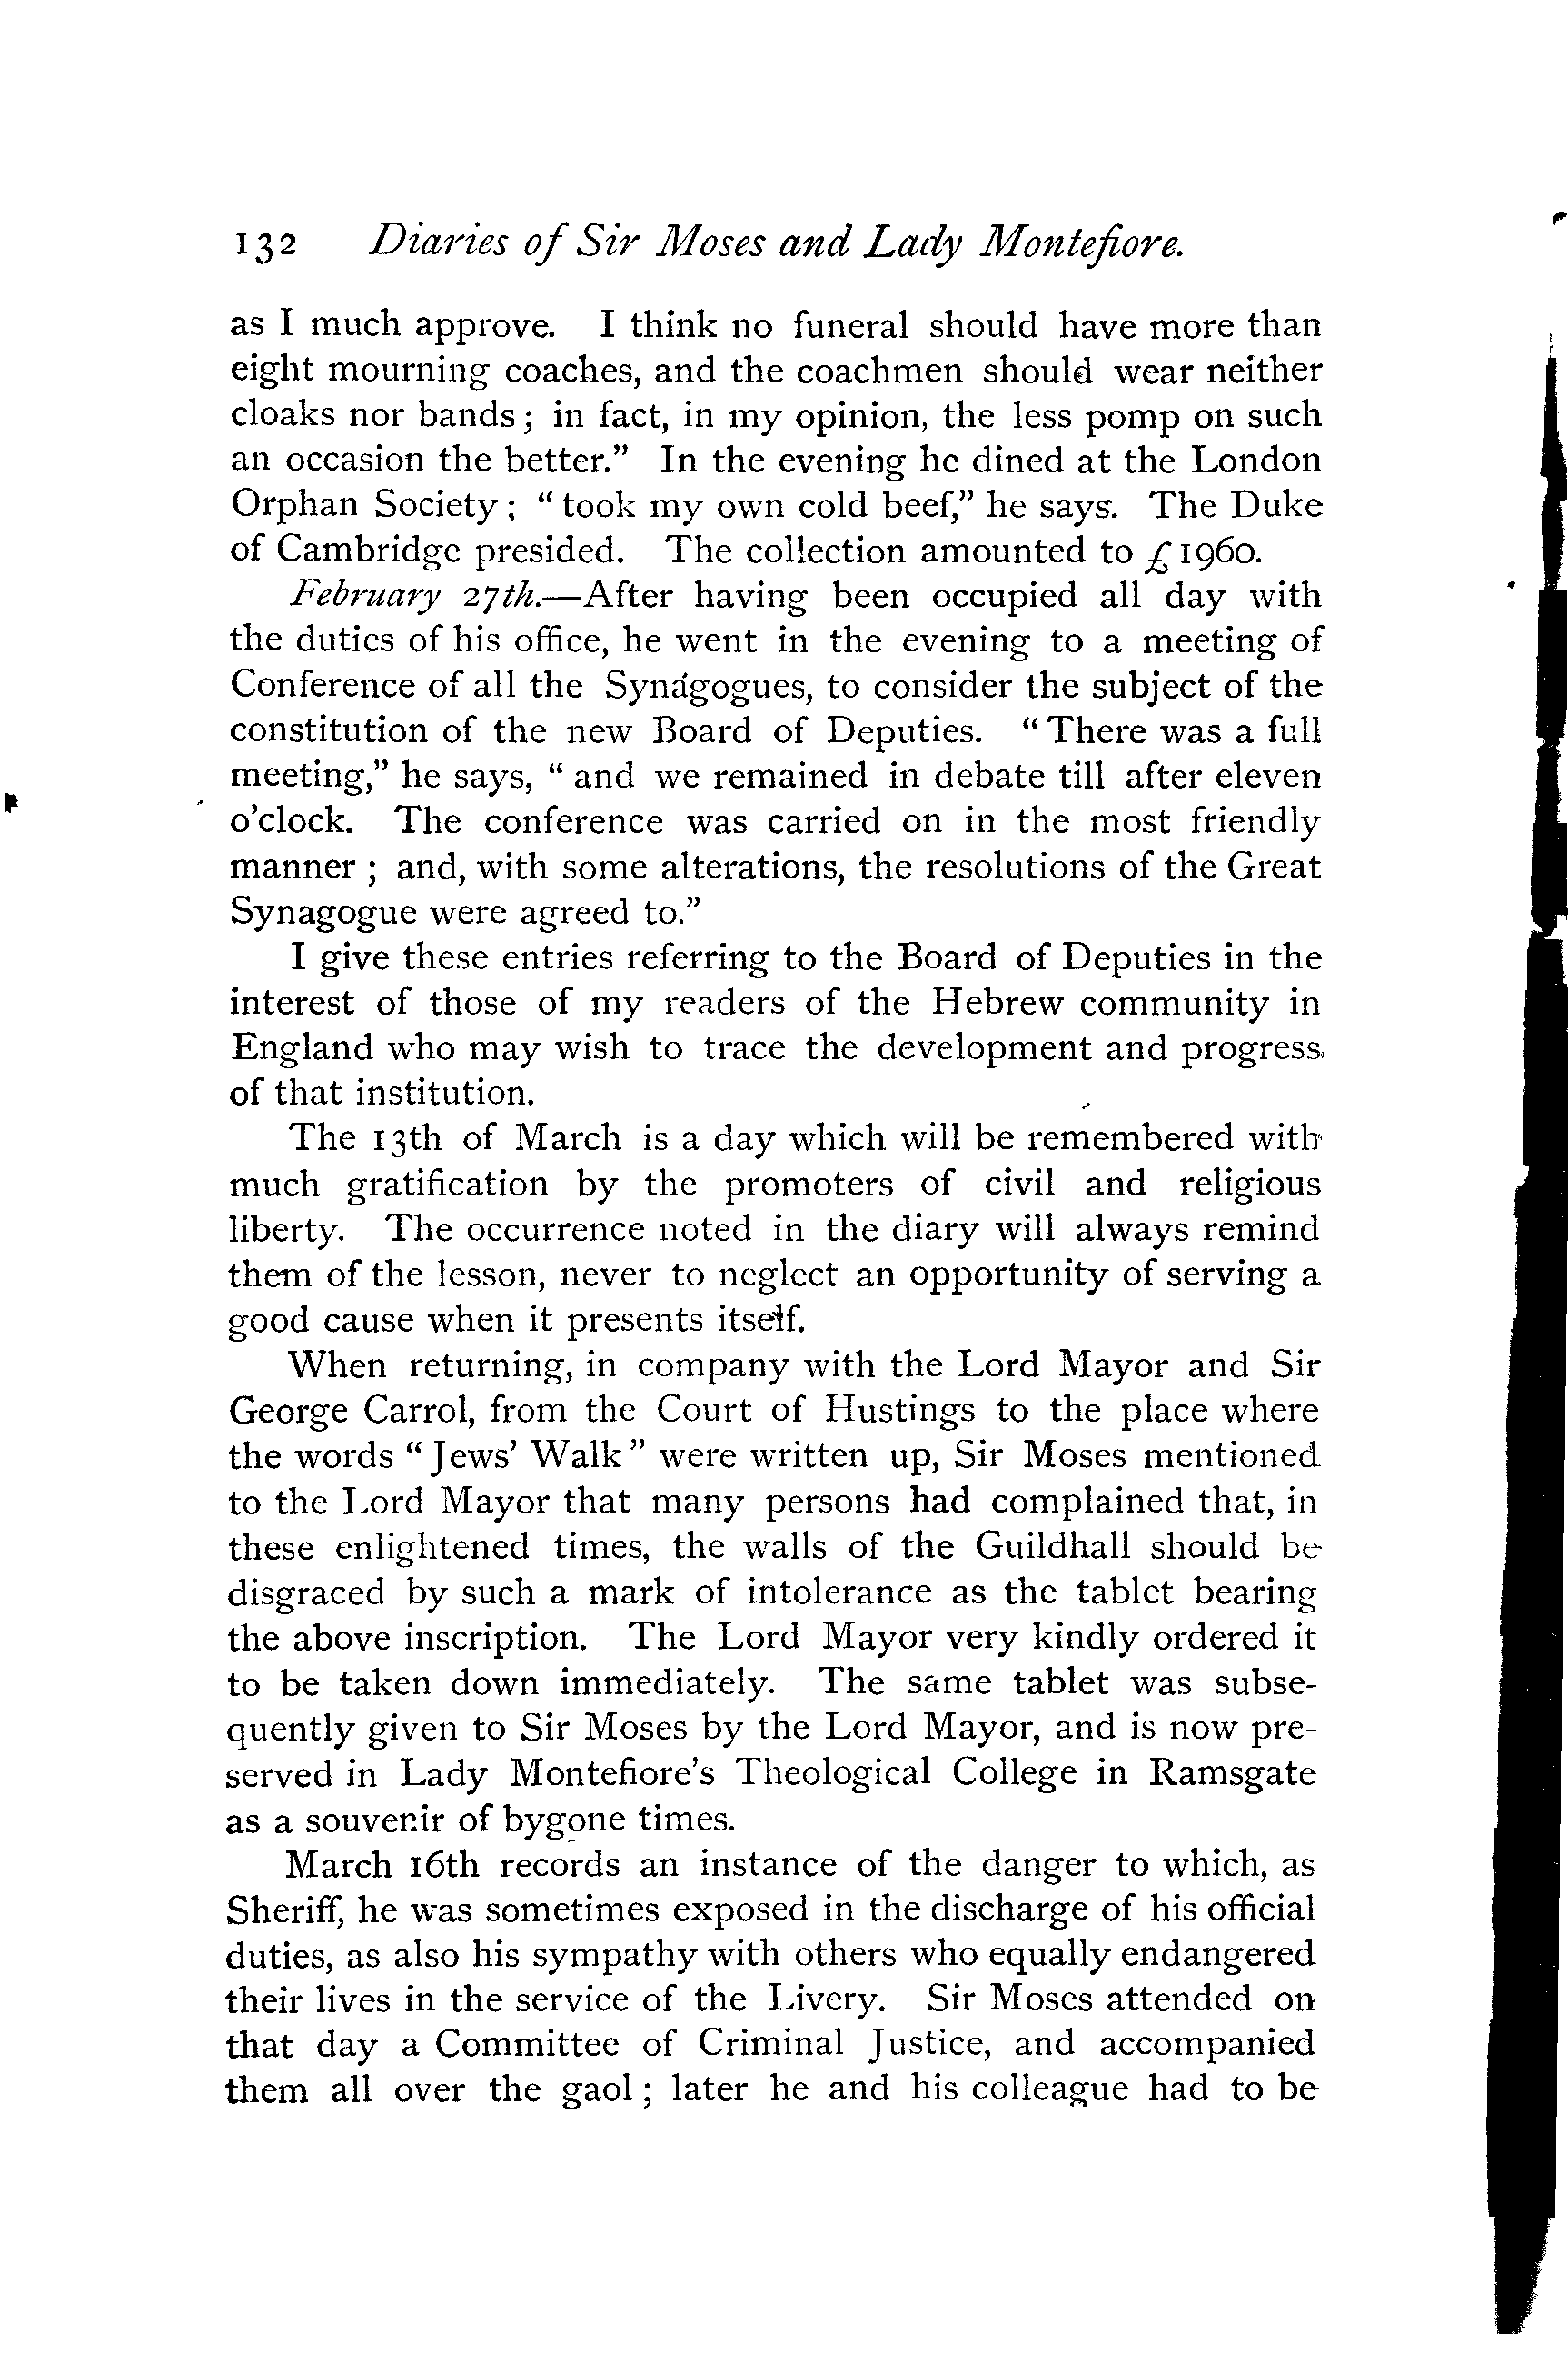 132 Diaries of Sir Moses and Lady Montefiore.
as I much approve. I think no funeral should have more than
eight mourning coaches, and the coachmen should wear neither
cloaks nor bands; in fact, in my opinion, the less pomp on such
an occasion the better." In the evening he dined at the London
Orphan Society; "took my own cold beef," he says. The Duke
of Cambridge presided. The collection amounted to £1960.
February 27th.—After having been occupied all day with
the duties of his office, he went in the evening to a meeting of
Conference of all the Synagogues, to consider the subject of the
constitution of the new Board of Deputies. "There was a full
meeting," he says, "and we remained in debate till after eleven
o'clock. The conference was carried on in the most friendly
manner; and, with some alterations, the resolutions of the Great
Synagogue were agreed to."
I give these entries referring to the Board of Deputies in the
interest of those of my readers of the Hebrew community in
England who may wish to trace the development and progress
of that institution.
The 13th of March is a day which will be remembered with
much gratification by the promoters of civil and religious
liberty. The occurrence noted in the diary will always remind
them of the lesson, never to neglect an opportunity of serving a
good cause when it presents itself.
When returning, in company with the Lord Mayor and Sir
George Carrol, from the Court of Hustings to the place where
the words "Jews' Walk" were written up, Sir Moses mentioned
to the Lord Mayor that many persons had complained that, in
these enlightened times, the walls of the Guildhall should be
disgraced by such a mark of intolerance as the tablet bearing
the above inscription. The Lord Mayor very kindly ordered it
to be taken down immediately. The same tablet was subse-
quently given to Sir Moses by the Lord Mayor, and is now pre-
served in Lady Montefiore's Theological College in Ramsgate
as a souvenir of bygone times.
March 16th records an instance of the danger to which, as
Sheriff, he was sometimes exposed in the discharge of his official
duties, as also his sympathy with others who equally endangered
their lives in the service of the Livery. Sir Moses attended on
that day a Committee of Criminal Justice, and accompanied
them all over the gaol; later he and his colleague had to be